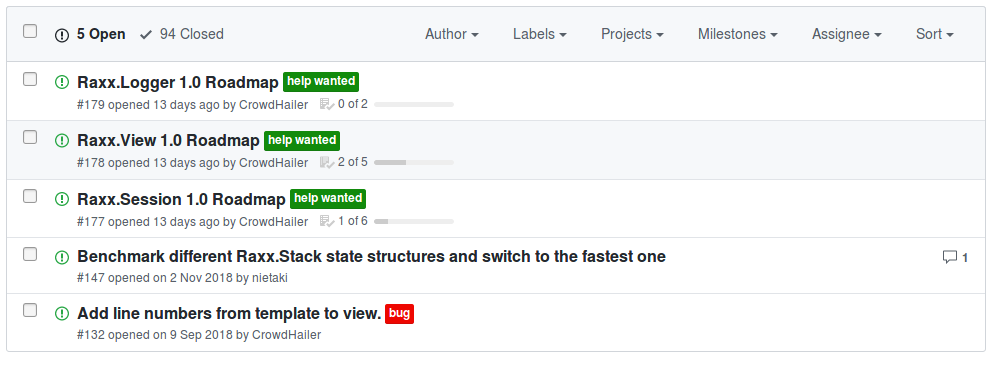 5 Open 94 Closed Author Labels Projects Milestones Assignee Sort
Raxx.Logger 1.0 Roadmap help wanted
#179 opened 13 days ago by CrowdHailer 0 of 2
Raxx.View 1.0 Roadmap help wanted
#178 opened 13 days ago by CrowdHailer 2 of 5
Raxx.Session 1.0 Roadmap help wanted
#177 opened 13 days ago by CrowdHailer 1 of 6
Benchmark different Raxx.Stack state structures and switch to the fastest one 1
#147 opened on 2 Nov 2018 by nietaki
Add line numbers from template to view. bug
#132 opened on 9 Sep 2018 by CrowdHailer